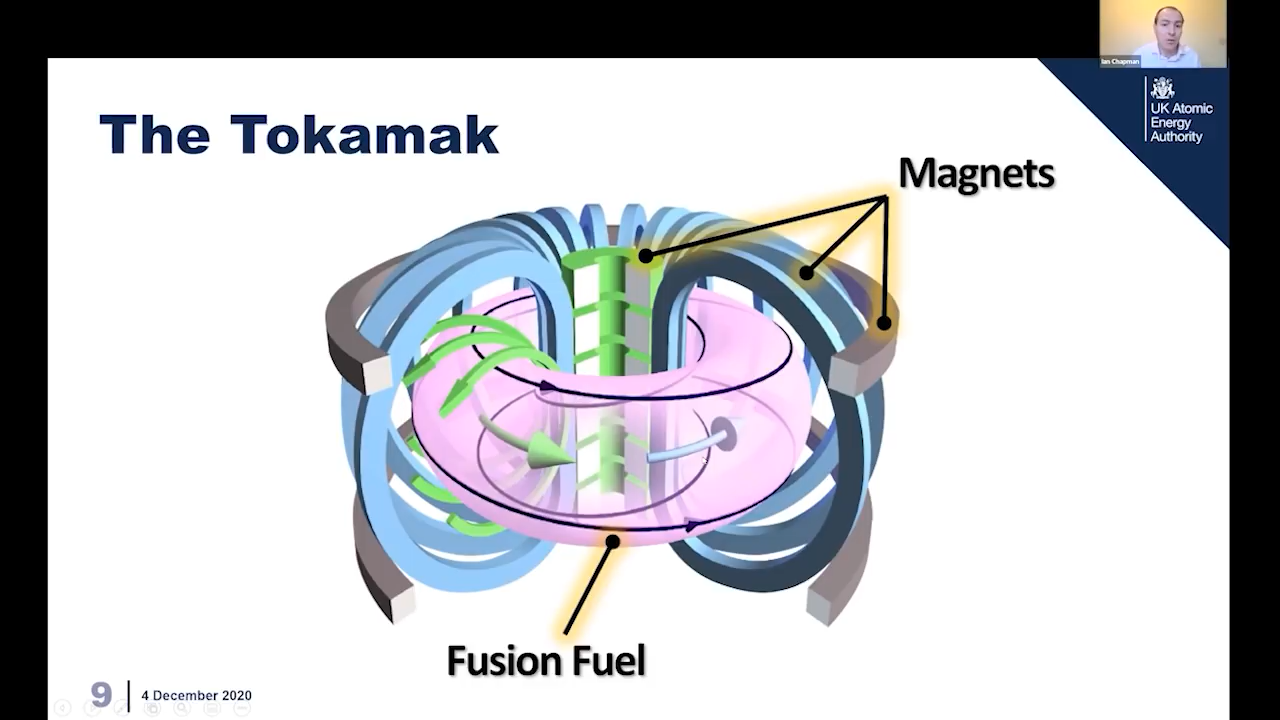 Ian Chapman
The Tokamak
UK Atomic
Energy
Authority
Magnets
Fusion Fuel
9
4 December 2020